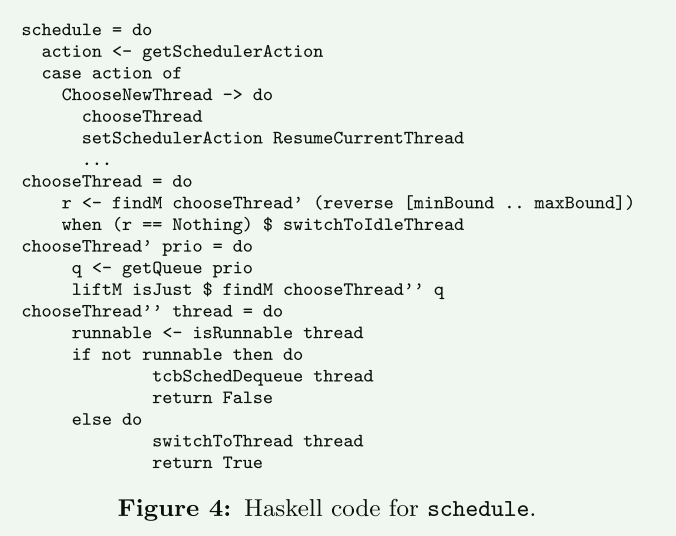 schedule = do
  action <- getSchedulerAction
  case action of
    ChooseNewThread -> do
      chooseThread
      setSchedulerAction ResumeCurrentThread
      ...
chooseThread = do
    r <- findM chooseThread’ (reverse [minBound .. maxBound])
    when (r == Nothing) $ switchToIdleThread
chooseThread’ prio = do
     q <- getQueue prio
     liftM isJust $ findM chooseThread’’ q
chooseThread’’ thread = do
     runnable <- isRunnable thread
     if not runnable then do
             tcbSchedDequeue thread
             return False
     else do
             switchToThread thread
             return True
Figure 4: Haskell code for schedule.